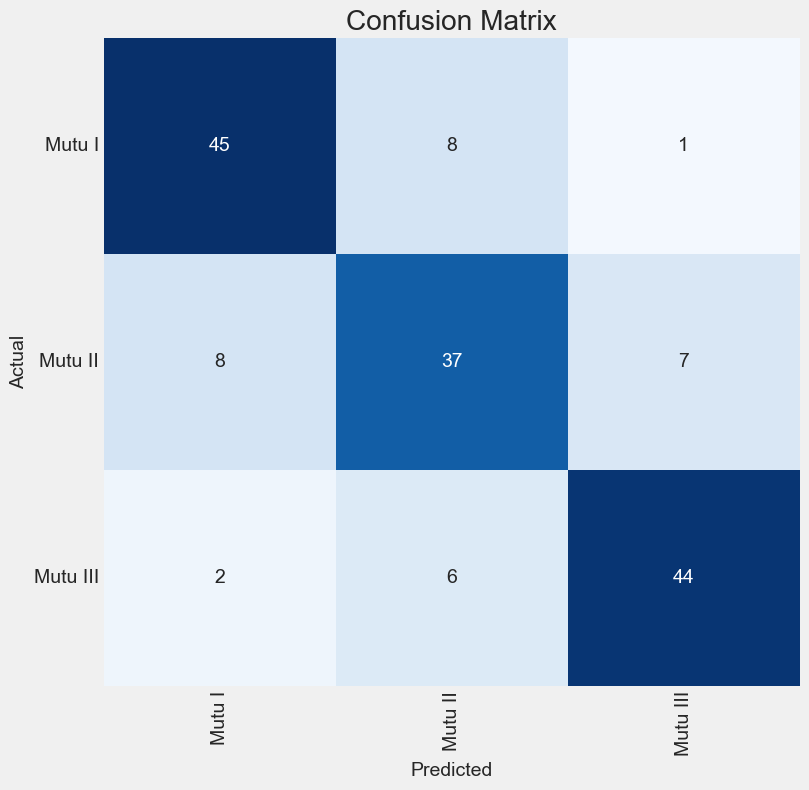 Confusion Matrix
Mutu I
45
8
1
Actual
Mutu II
8
37
7
Mutu III
2
6
44
Mutu I
Mutu II
Mutu III
Predicted